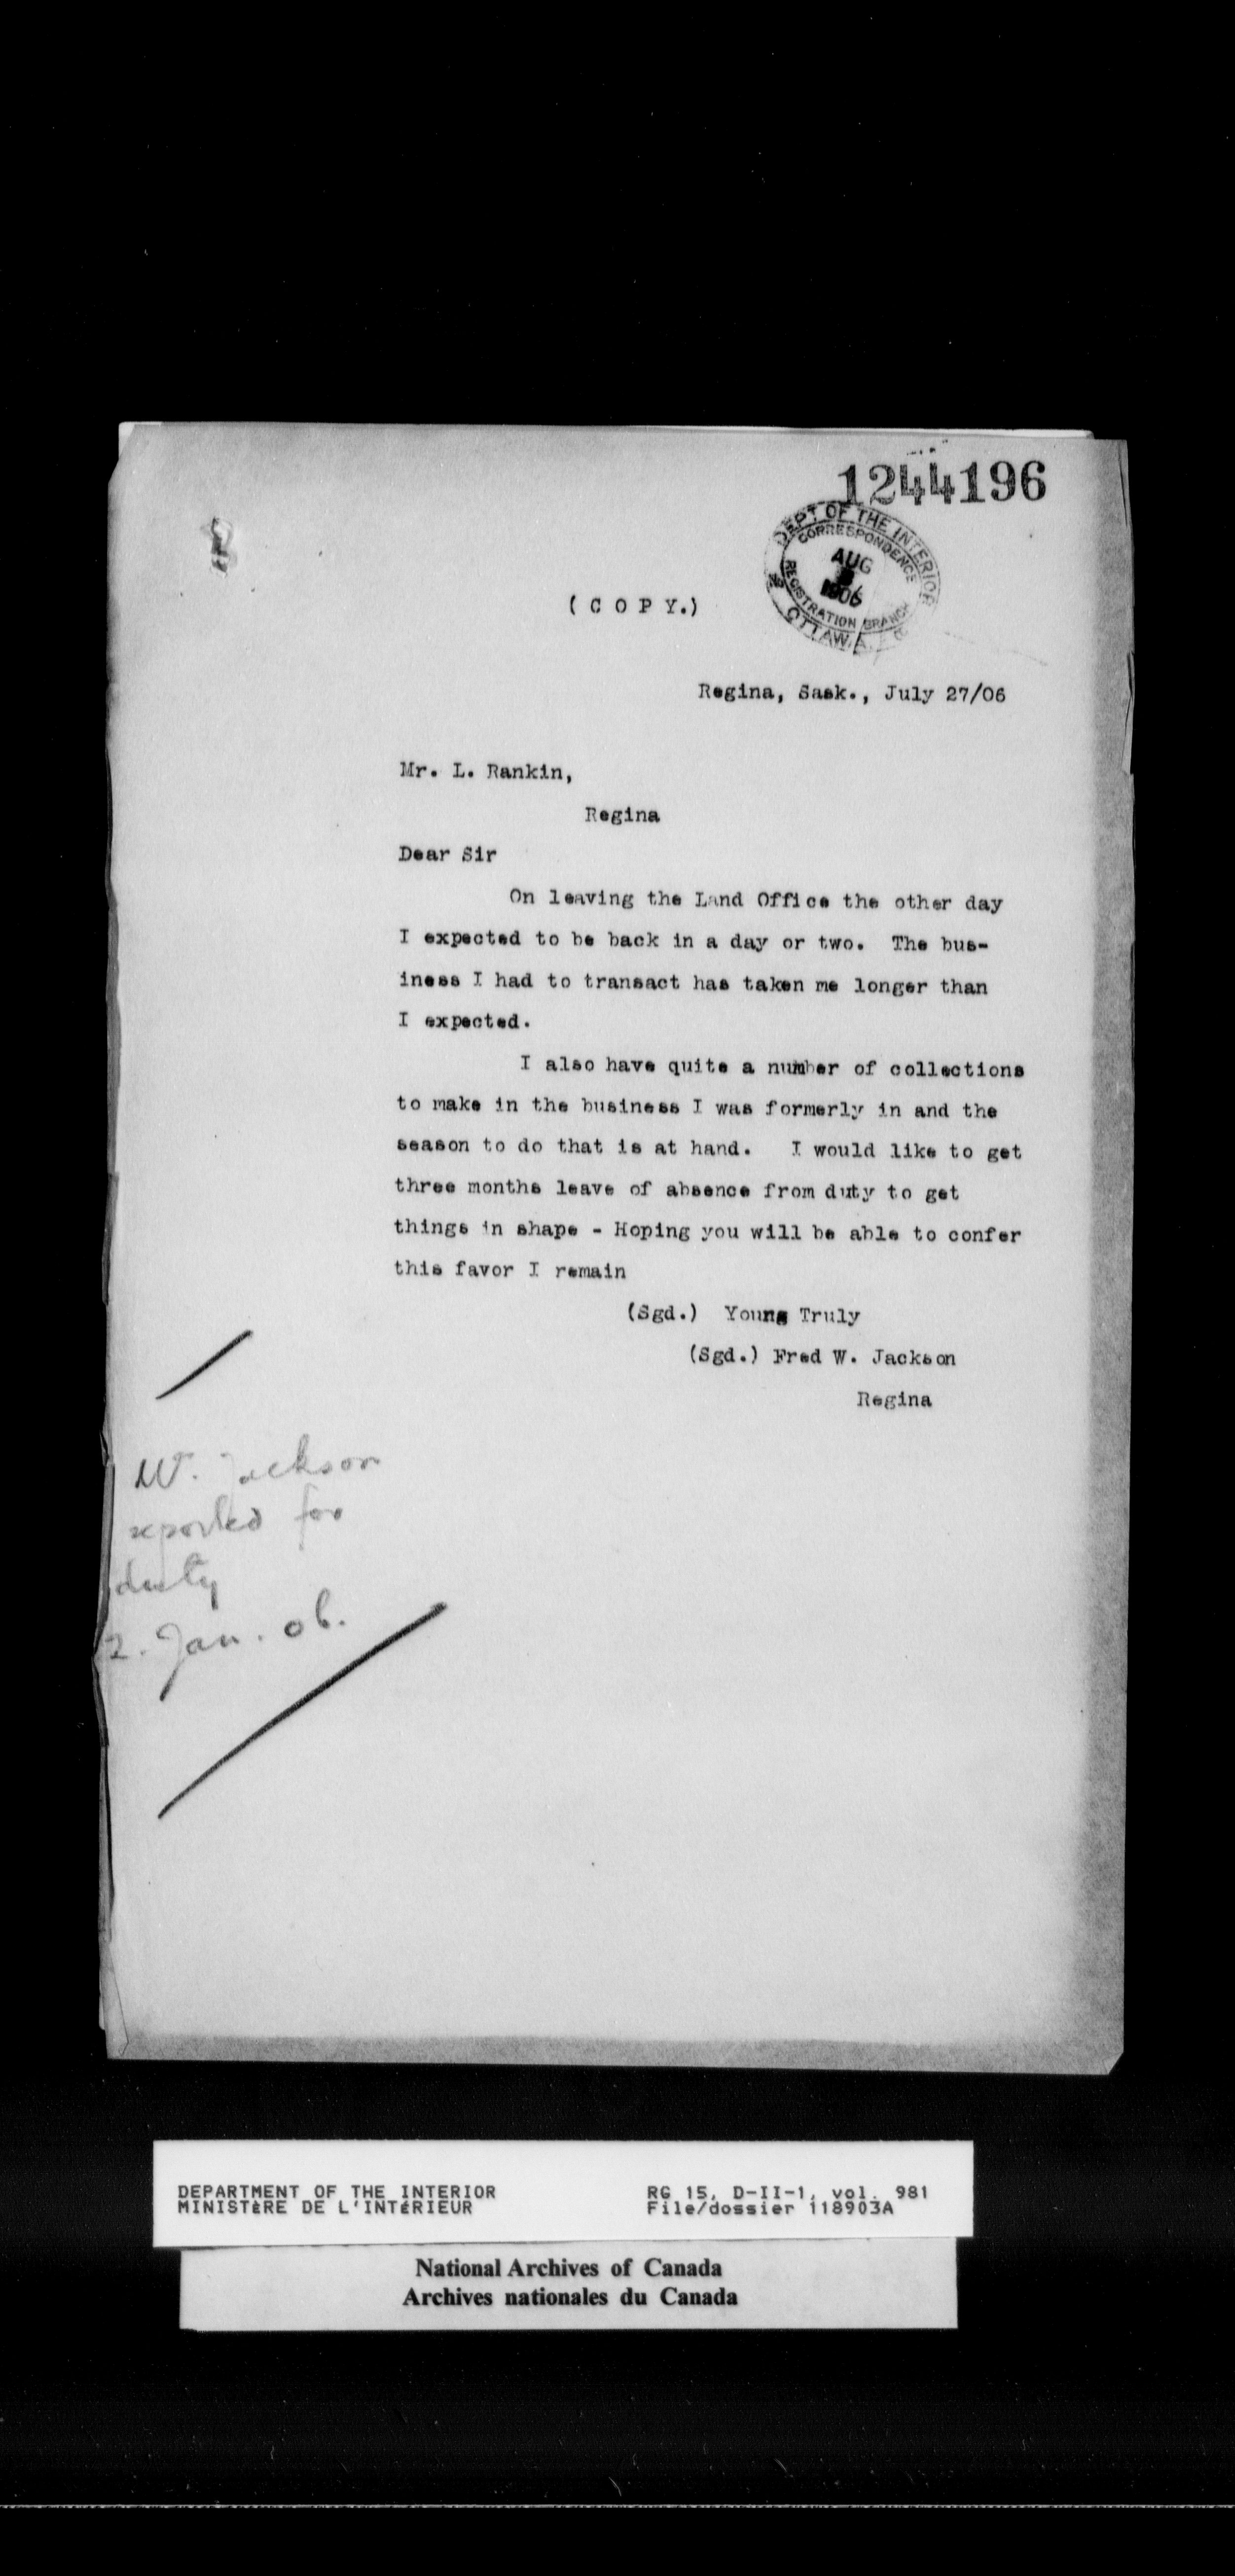 1244196
DEPT OF THE INTERIOR
CORRESPONDENCE
AUG
1906
REGISTRATION BRANCH
OTTAWA
( C O P Y.)
Regina, Sask., July 27/06
Mr. L. Rankin,
Regina
Dear Sir
On leaving the Land Office the other day
I expected to be back in a day or two. The bus-
iness I had to transact has taken me longer than
I expected.
I also have quite a number of collections
to make in the business I was formerly in and the
season to do that is at hand. I would like to get
three months leave of absence from duty to get
things in shape - Hoping you will be able to confer
this favor I remain
(Sgd.) Young Truly
(Sgd.) Fred W. Jackson
Regina
Jackson
reported for
duty
2. Jan. 06.
DEPARTMENT OF THE INTERIOR RG 15, D-II-1, vol. 981
MINISTÈRE DE L'INTÉRIEUR File/dossier 118903A
National Archives of Canada
Archives nationales du Canada